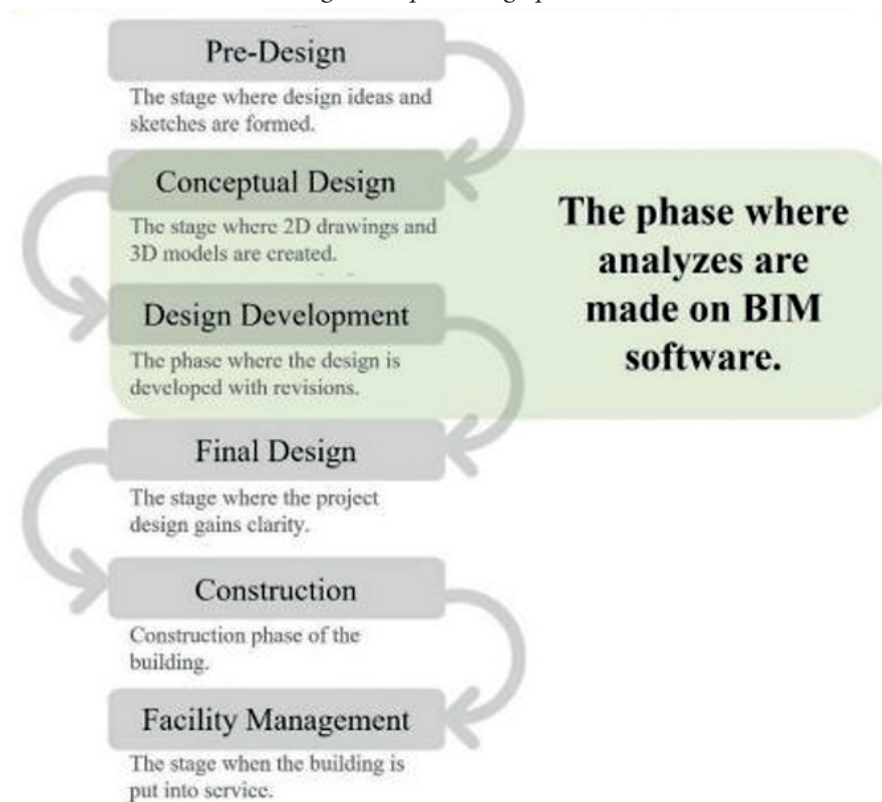 Pre-Design
The stage where design ideas and
sketches are formed.
Conceptual Design
The stage where 2D drawings and
3D models are created.
The phase where
analyzes are
made on BIM
software.
Design Development
The phase where the design is
developed with revisions.
Final Design
The stage where the project
design gains clarity.
Construction
Construction phase of the
building.
Facility Management
The stage when the building is
put into service.